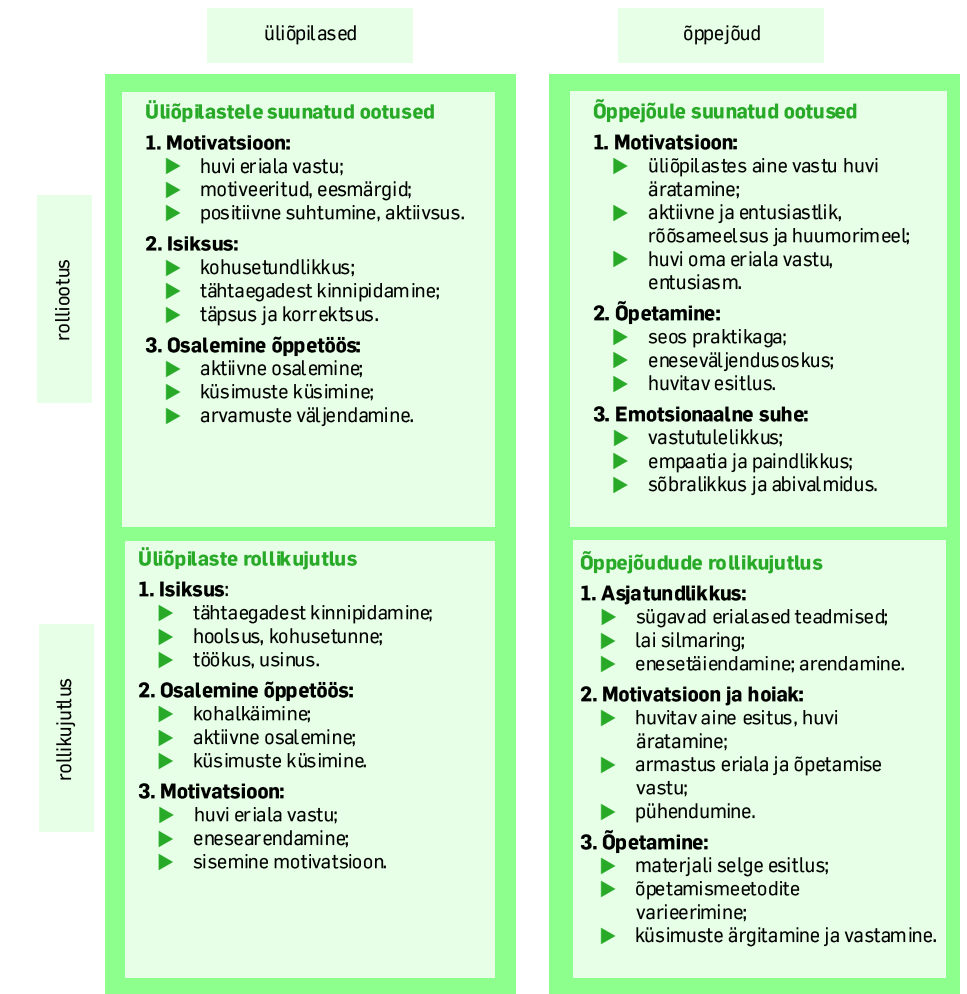 üliõpilased
õppejõud
rolliootus
Üliõpilastele suunatud ootused
1. Motivatsioon:
huvi eriala vastu;
motiveeritud, eesmärgid;
positiivne suhtumine, aktiivsus.
2. Isiksus:
kohusetundlikkus;
tähtaegadest kinnipidamine;
täpsus ja korrektsus.
3. Osalemine õppetöös:
aktiivne osalemine;
küsimuste küsimine;
arvamuste väljendamine.
Õppejõule suunatud ootused
1. Motivatsioon:
üliõpilastes aine vastu huvi
äratamine;
aktiivne ja entusiastlik,
rõõsameelsus ja huumorimeel;
huvi oma eriala vastu,
entusiasm.
2. Õpetamine:
seos praktikaga;
eneseväljendusoskus;
huvitav esitlus.
3. Emotsionaalne suhe:
vastutulelikkus;
empaatia ja paindlikkus;
sõbralikkus ja abivalmidus.
rollikujutlus
Üliõpilaste rollikujutlus
1. Isiksus:
tähtaegadest kinnipidamine;
hoolsus, kohusetunne;
töökus, usinus.
2. Osalemine õppetöös:
kohalkäimine;
aktiivne osalemine;
küsimuste küsimine.
3. Motivatsioon:
huvi eriala vastu;
enesearendamine;
sisemine motivatsioon.
Õppejõudude rollikujutlus
1. Asjatundlikkus:
sügavad erialased teadmised;
lai silmaring;
enesetäiendamine; arendamine.
2. Motivatsioon ja hoiak:
huvitav aine esitus, huvi
äratamine;
armastus eriala ja õpetamise
vastu;
pühendumine.
3. Õpetamine:
materjali selge esitlus;
õpetamismeetodite
varieerimine;
küsimuste ärgitamine ja vastamine.